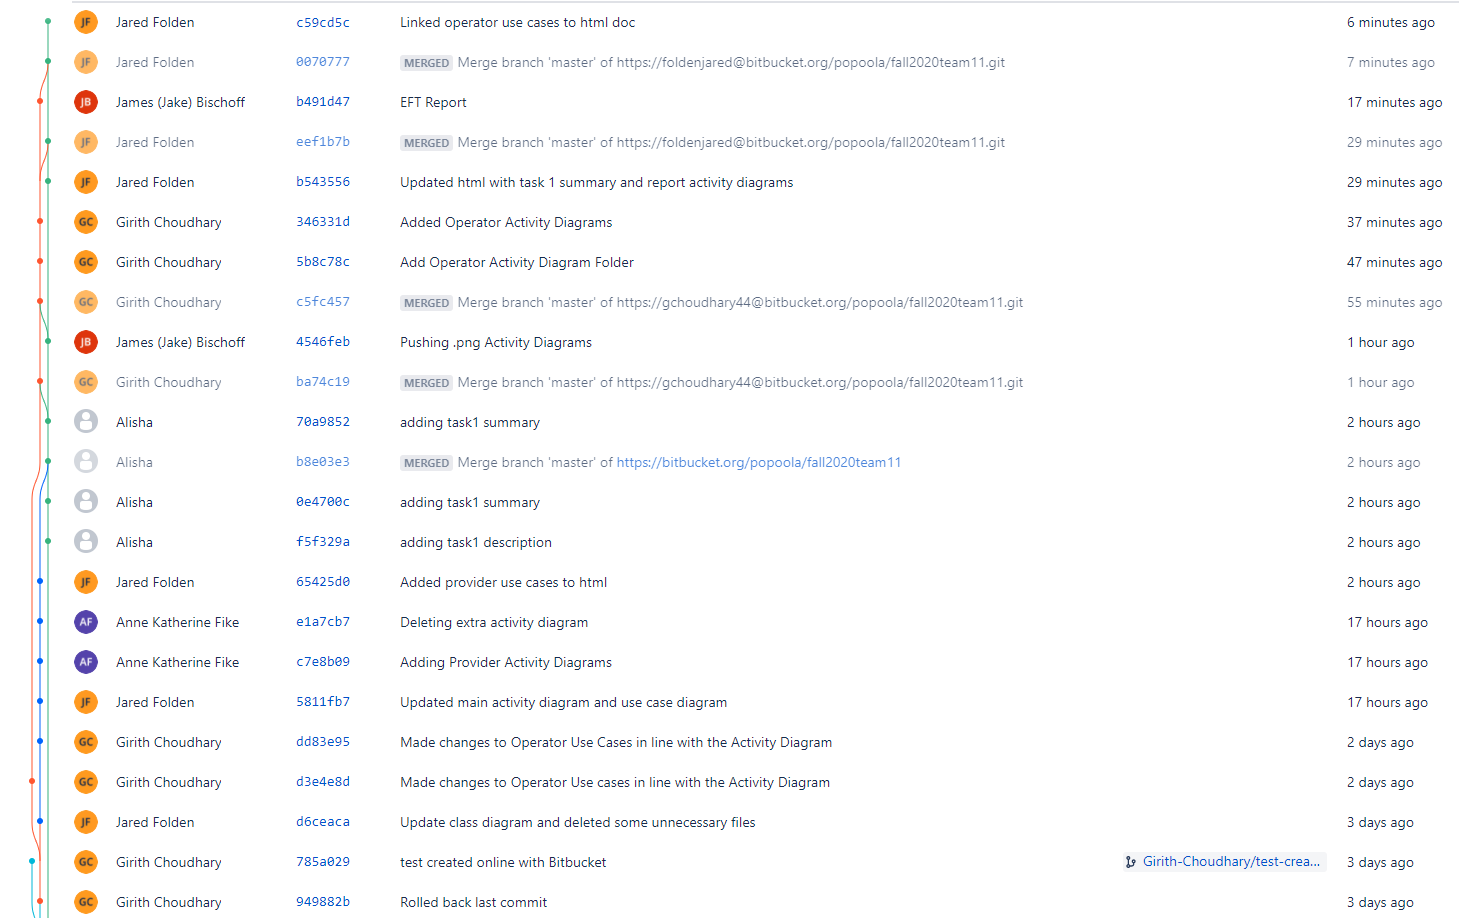 JF Jared Folden c59cd5c Linked operator use cases to html doc 6 minutes ago
JF Jared Folden 0070777 MERGED Merge branch 'master' of https://foldenjared@bitbucket.org/popoola/fall2020team11.git 7 minutes ago
JB James (Jake) Bischoff b491d47 EFT Report 17 minutes ago
JF Jared Folden eef1b7b MERGED Merge branch 'master' of https://foldenjared@bitbucket.org/popoola/fall2020team11.git 29 minutes ago
JF Jared Folden b543556 Updated html with task 1 summary and report activity diagrams 29 minutes ago
GC Girith Choudhary 346331d Added Operator Activity Diagrams 37 minutes ago
GC Girith Choudhary 5b8c78c Add Operator Activity Diagram Folder 47 minutes ago
GC Girith Choudhary c5fc457 MERGED Merge branch 'master' of https://gchoudhary44@bitbucket.org/popoola/fall2020team11.git 55 minutes ago
JB James (Jake) Bischoff 4546feb Pushing .png Activity Diagrams 1 hour ago
GC Girith Choudhary ba74c19 MERGED Merge branch 'master' of https://gchoudhary44@bitbucket.org/popoola/fall2020team11.git 1 hour ago
Alisha 70a9852 adding task1 summary 2 hours ago
Alisha b8e03e3 MERGED Merge branch 'master' of https://bitbucket.org/popoola/fall2020team11 2 hours ago
Alisha 0e4700c adding task1 summary 2 hours ago
Alisha f5f329a adding task1 description 2 hours ago
JF Jared Folden 65425d0 Added provider use cases to html 2 hours ago
AF Anne Katherine Fike e1a7cb7 Deleting extra activity diagram 17 hours ago
AF Anne Katherine Fike c7e8b09 Adding Provider Activity Diagrams 17 hours ago
JF Jared Folden 5811fb7 Updated main activity diagram and use case diagram 17 hours ago
GC Girith Choudhary dd83e95 Made changes to Operator Use Cases in line with the Activity Diagram 2 days ago
GC Girith Choudhary d3e4e8d Made changes to Operator Use cases in line with the Activity Diagram 2 days ago
JF Jared Folden d6ceaca Update class diagram and deleted some unnecessary files 3 days ago
GC Girith Choudhary 785a029 test created online with Bitbucket Girith-Choudhary/test-crea... 3 days ago
GC Girith Choudhary 949882b Rolled back last commit 3 days ago